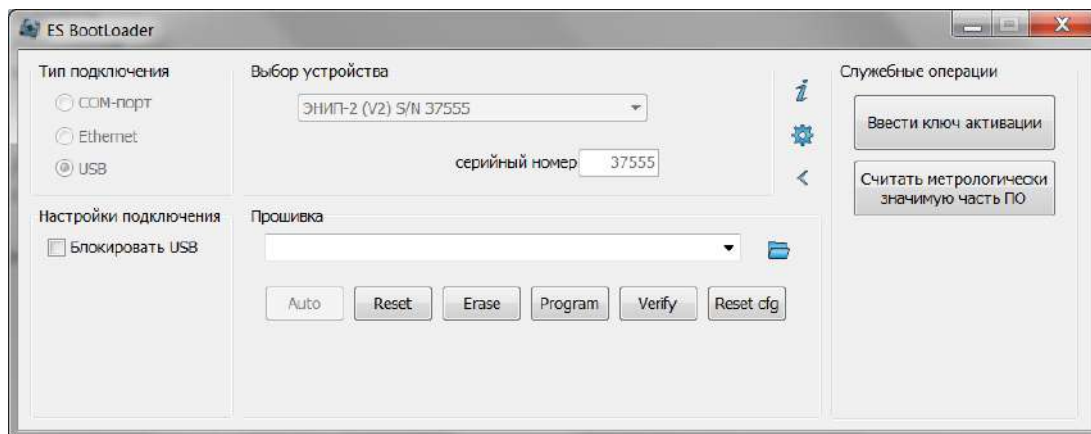 ES BootLoader
Тип подключения
COM-порт
Ethernet
USB
Выбор устройства
ЭНИП-2 (V2) S/N 37555
серийный номер 37555
Служебные операции
Ввести ключ активации
Считать метрологически
значимую часть ПО
Настройки подключения
Блокировать USB
Прошивка
Auto Reset Erase Program Verify Reset cfg